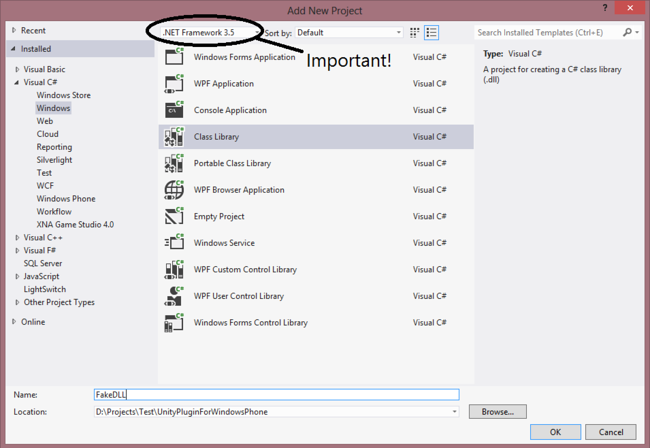 Add New Project
? ✕
Recent
Installed
Visual Basic
Visual C#
Windows Store
Windows
Web
Cloud
Reporting
Silverlight
Test
WCF
Windows Phone
Workflow
XNA Game Studio 4.0
Visual C++
Visual F#
SQL Server
JavaScript
LightSwitch
Other Project Types
Online
.NET Framework 3.5 Sort by: Default
Important!
Windows Forms Application Visual C#
WPF Application Visual C#
Console Application Visual C#
Class Library Visual C#
Portable Class Library Visual C#
WPF Browser Application Visual C#
Empty Project Visual C#
Windows Service Visual C#
WPF Custom Control Library Visual C#
WPF User Control Library Visual C#
Windows Forms Control Library Visual C#
Search Installed Templates (Ctrl+E)
Type: Visual C#
A project for creating a C# class library
(.dll)
Name: FakeDLL
Location: D:\Projects\Test\UnityPluginForWindowsPhone
Browse...
OK Cancel